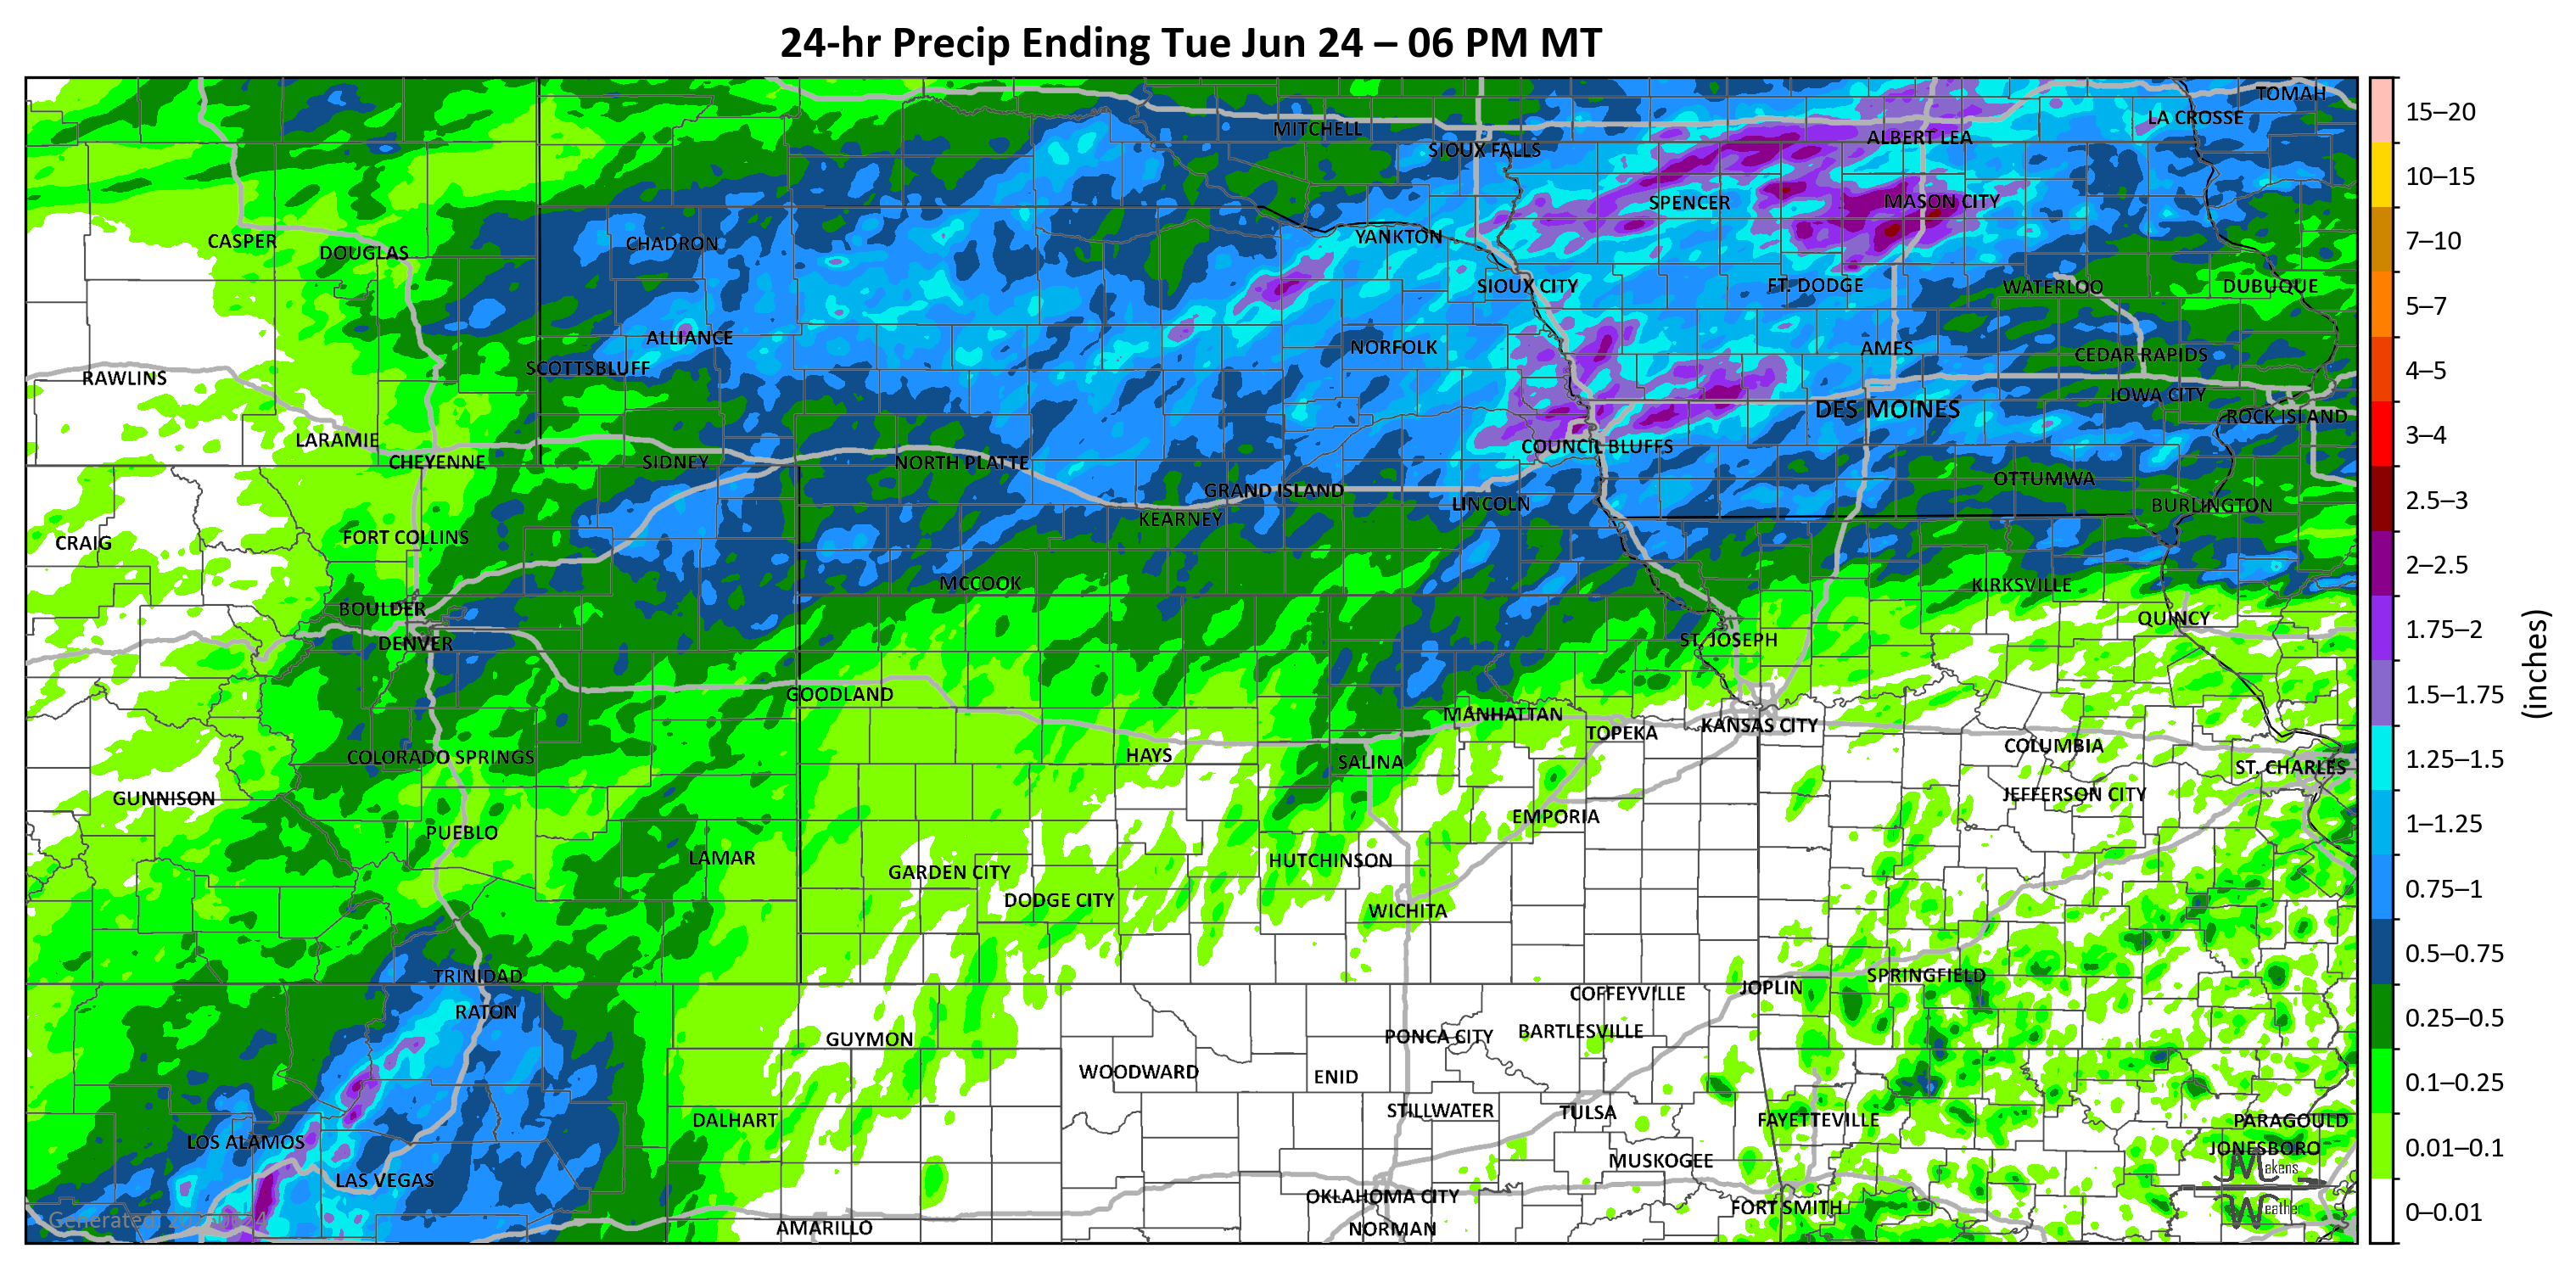 24-hr Precip Ending Tue Jun 24 – 06 PM MT
TOMAH
LA CROSSE
MITCHELL
ALBERT LEA
SIOUX FALLS
SPENCER
MASON CITY
CASPER
CHADRON
YANKTON
DOUGLAS
SIOUX CITY
FT. DODGE
WATERLOO
DUBUQUE
ALLIANCE
NORFOLK
AMES
CEDAR RAPIDS
SCOTTSBLUFF
RAWLINS
IOWA CITY
DES MOINES
ROCK ISLAND
LARAMIE
COUNCIL BLUFFS
CHEYENNE
SIDNEY
NORTH PLATTE
OTTUMWA
GRAND ISLAND
LINCOLN
BURLINGTON
KEARNEY
CRAIG
FORT COLLINS
MCCOOK
KIRKSVILLE
BOULDER
QUINCY
DENVER
ST. JOSEPH
GOODLAND
MANHATTAN
KANSAS CITY
TOPEKA
COLUMBIA
COLORADO SPRINGS
HAYS
SALINA
ST. CHARLES
GUNNISON
JEFFERSON CITY
EMPORIA
PUEBLO
LAMAR
HUTCHINSON
GARDEN CITY
DODGE CITY
WICHITA
TRINIDAD
SPRINGFIELD
JOPLIN
COFFEYVILLE
RATON
GUYMON
PONCA CITY
BARTLESVILLE
WOODWARD
ENID
STILLWATER
TULSA
DALHART
FAYETTEVILLE
PARAGOULD
LOS ALAMOS
JONESBORO
MUSKOGEE
Makens
LAS VEGAS
OKLAHOMA CITY
FORT SMITH
Weather
Generated:
AMARILLO
NORMAN
15–20
10–15
7–10
5–7
4–5
3–4
2.5–3
2–2.5
1.75–2
1.5–1.75
1.25–1.5
1–1.25
0.75–1
0.5–0.75
0.25–0.5
0.1–0.25
0.01–0.1
0–0.01
(inches)